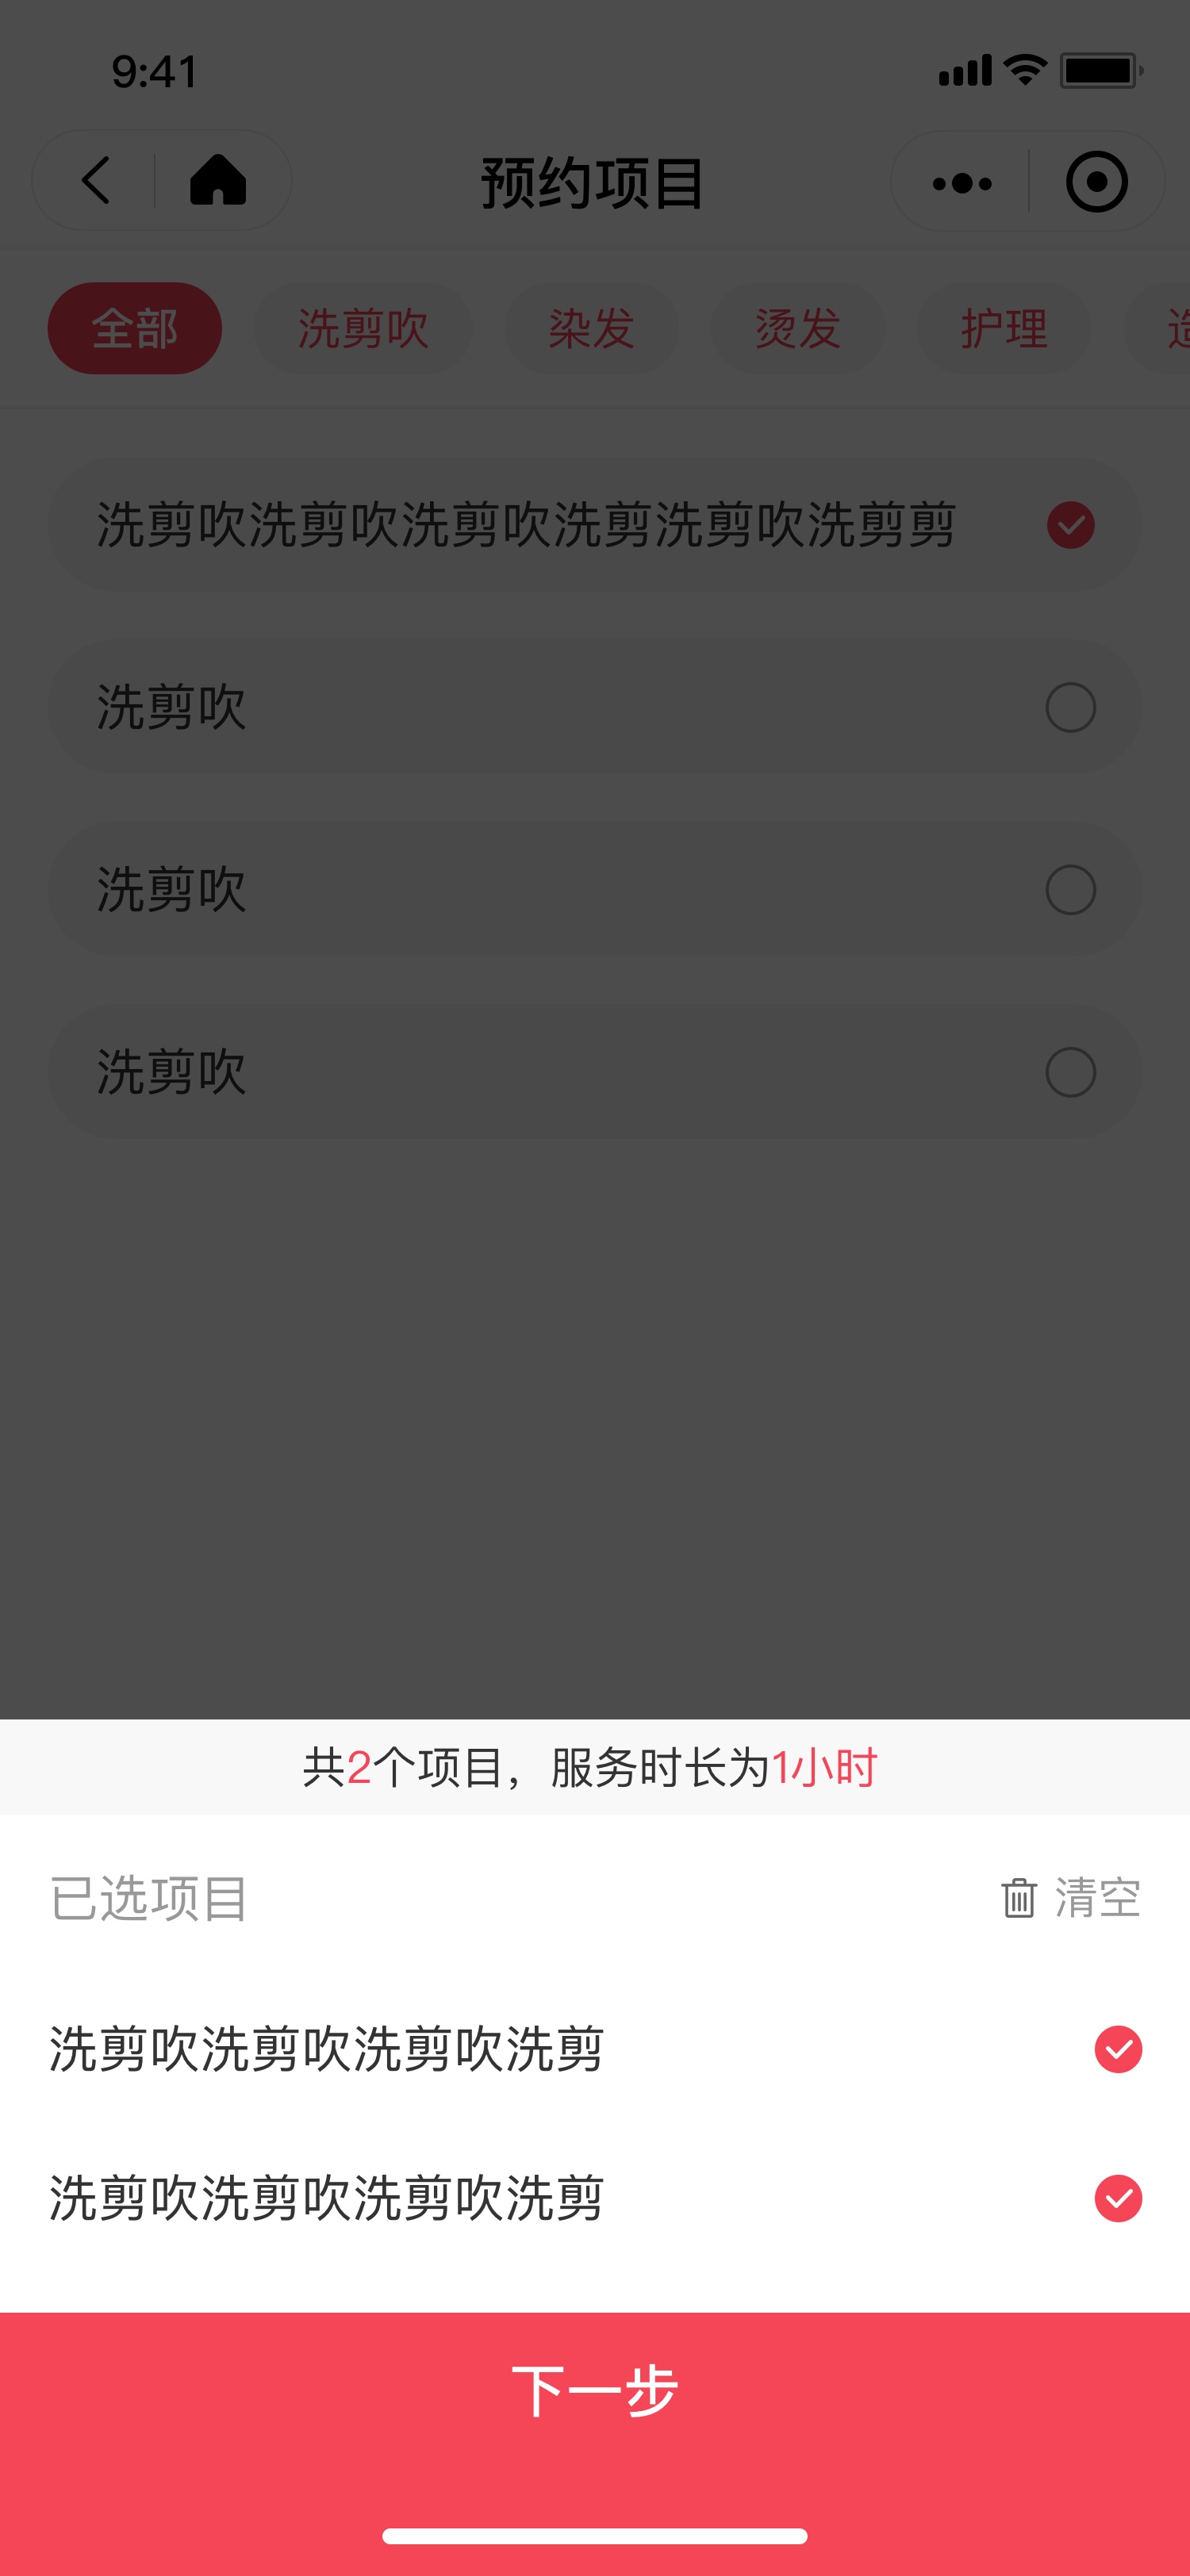 9:41
预约项目
全部 洗剪吹 染发 烫发 护理
洗剪吹洗剪吹洗剪吹洗剪洗剪吹洗剪剪
洗剪吹
洗剪吹
洗剪吹
共2个项目，服务时长为1小时
已选项目 清空
洗剪吹洗剪吹洗剪吹洗剪
洗剪吹洗剪吹洗剪吹洗剪
下一步